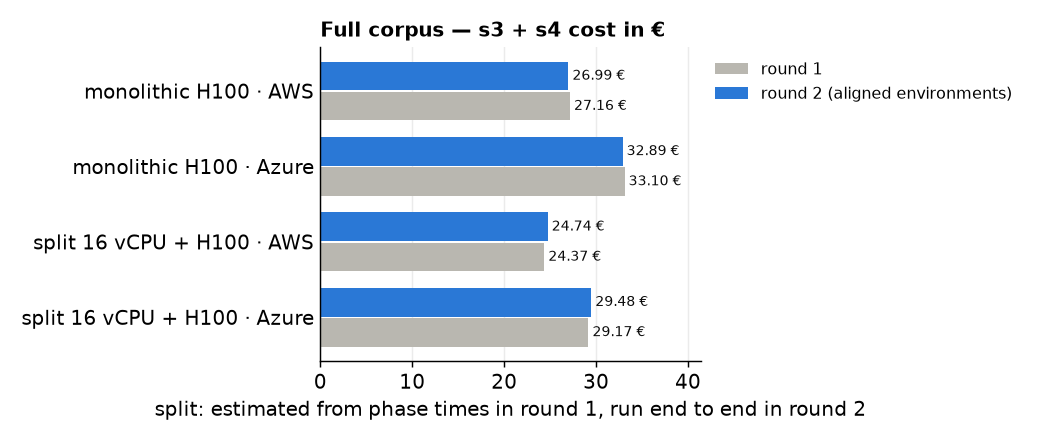 Full corpus — s3 + s4 cost in €
round 1
round 2 (aligned environments)
monolithic H100 · AWS
26.99 €
27.16 €
monolithic H100 · Azure
32.89 €
33.10 €
split 16 vCPU + H100 · AWS
24.74 €
24.37 €
split 16 vCPU + H100 · Azure
29.48 €
29.17 €
0 10 20 30 40
split: estimated from phase times in round 1, run end to end in round 2